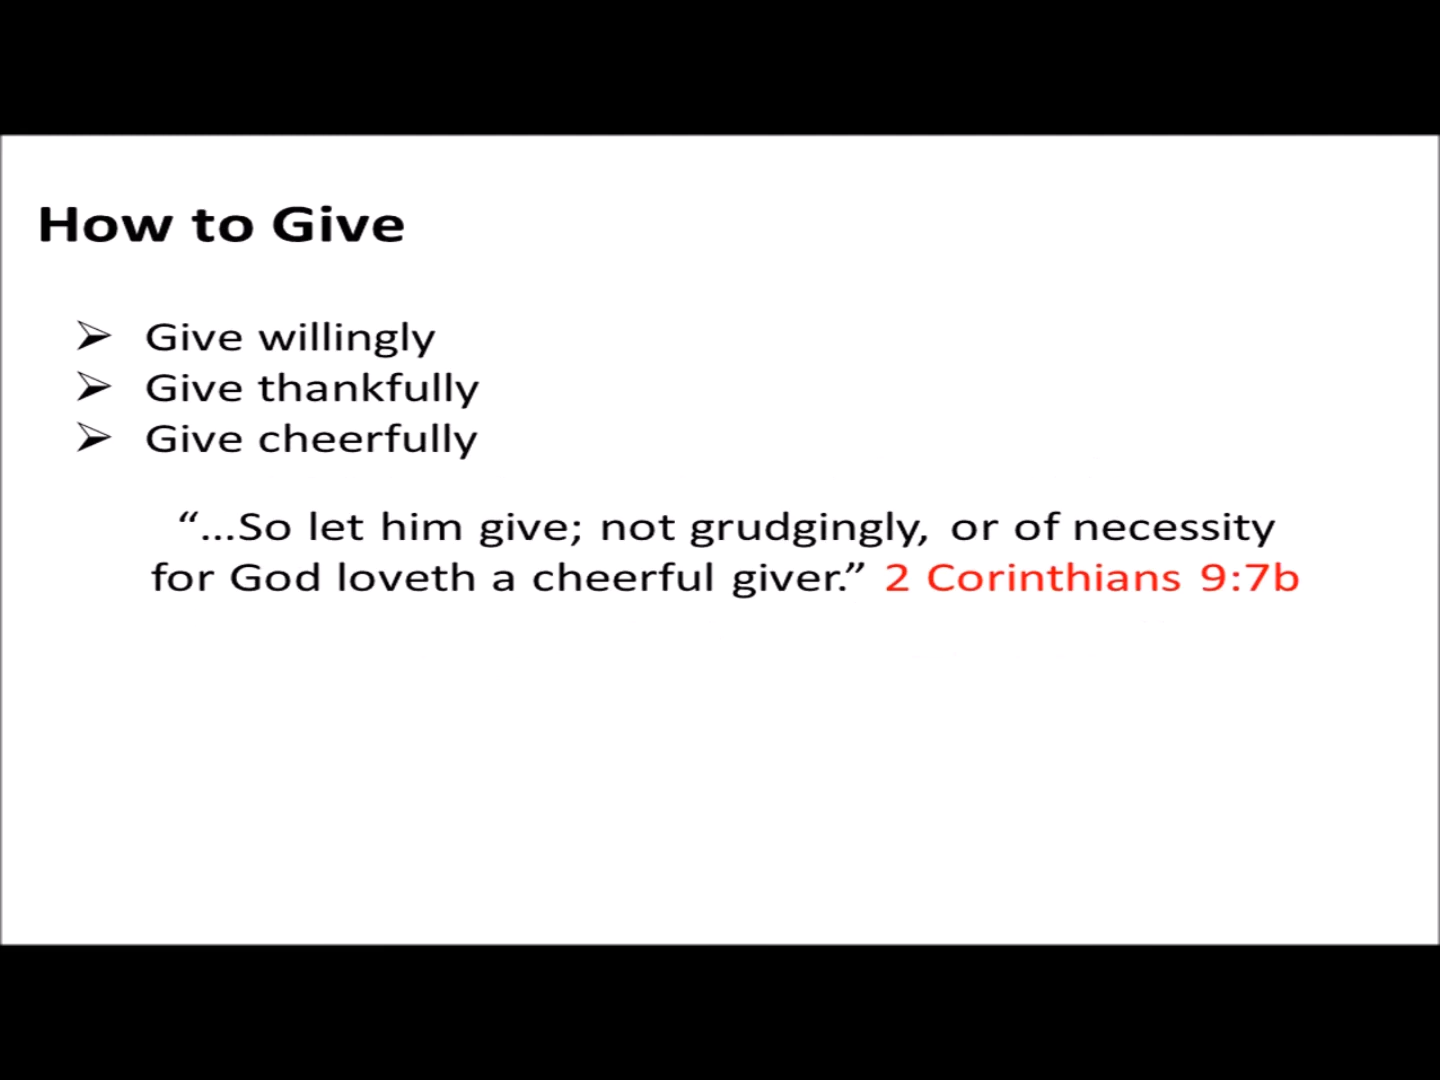 How to Give
➢ Give willingly
➢ Give thankfully
➢ Give cheerfully
“...So let him give; not grudgingly, or of necessity
for God loveth a cheerful giver.” 2 Corinthians 9:7b